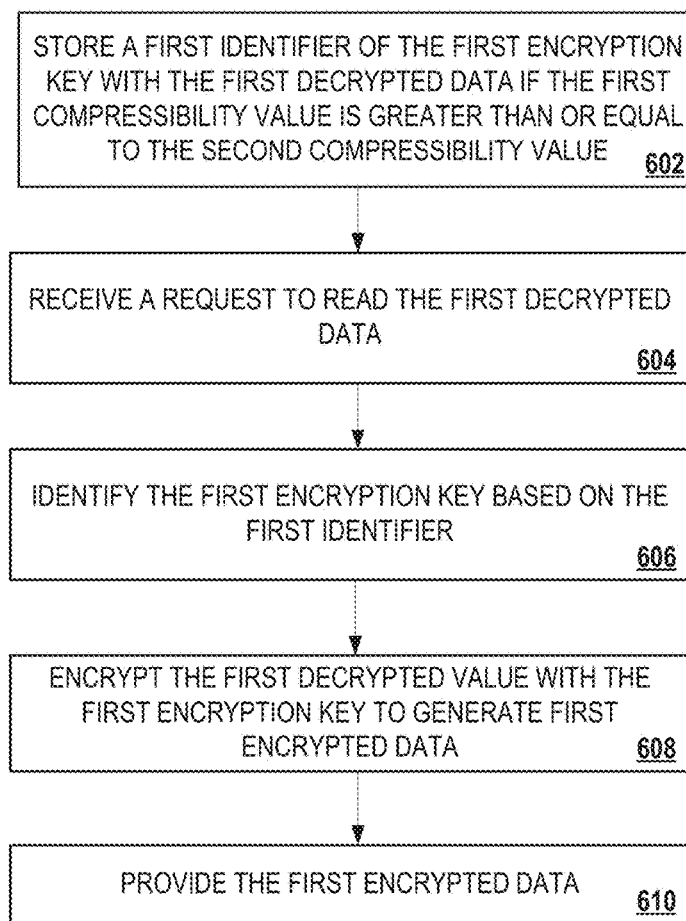 STORE A FIRST IDENTIFIER OF THE FIRST ENCRYPTION
KEY WITH THE FIRST DECRYPTED DATA IF THE FIRST
COMPRESSIBILITY VALUE IS GREATER THAN OR EQUAL
TO THE SECOND COMPRESSIBILITY VALUE
602
RECEIVE A REQUEST TO READ THE FIRST DECRYPTED
DATA
604
IDENTIFY THE FIRST ENCRYPTION KEY BASED ON THE
FIRST IDENTIFIER
606
ENCRYPT THE FIRST DECRYPTED VALUE WITH THE
FIRST ENCRYPTION KEY TO GENERATE FIRST
ENCRYPTED DATA
608
PROVIDE THE FIRST ENCRYPTED DATA
610